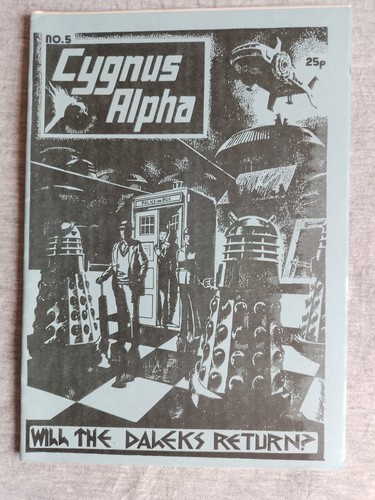 NO.5
Cygnus
Alpha
25p
POLICE BOX
WILL THE DALEKS RETURN?